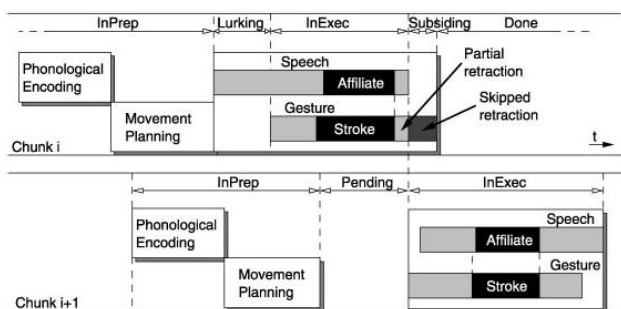 InPrep Lurking InExec Subsiding Done
Phonological
Encoding
Speech
Affiliate
Partial
retraction
Movement
Planning
Gesture
Stroke
Skipped
retraction
Chunk i
t
InPrep Pending InExec
Phonological
Encoding
Speech
Affiliate
Movement
Planning
Gesture
Stroke
Chunk i+1